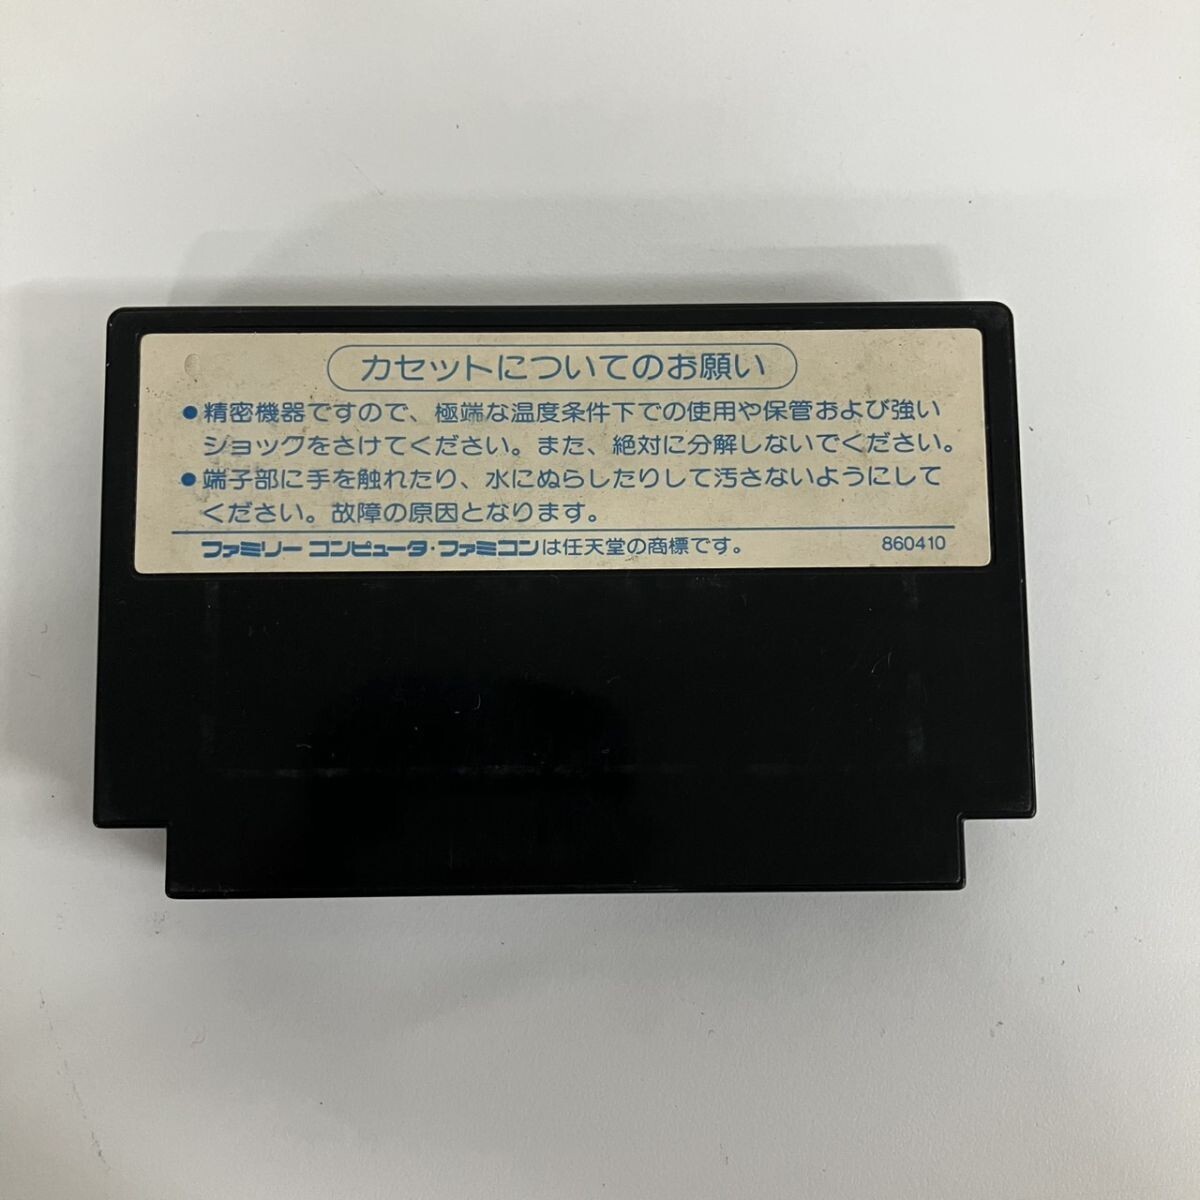 カセットについてのお願い
●精密機器ですので、極端な温度条件下での使用や保管および強い
ショックをさけてください。また、絶対に分解しないでください。
●端子部に手を触れたり、水にぬらしたりして汚さないようにして
ください。故障の原因となります。
ファミリー コンピュータ・ファミコンは任天堂の商標です。 860410